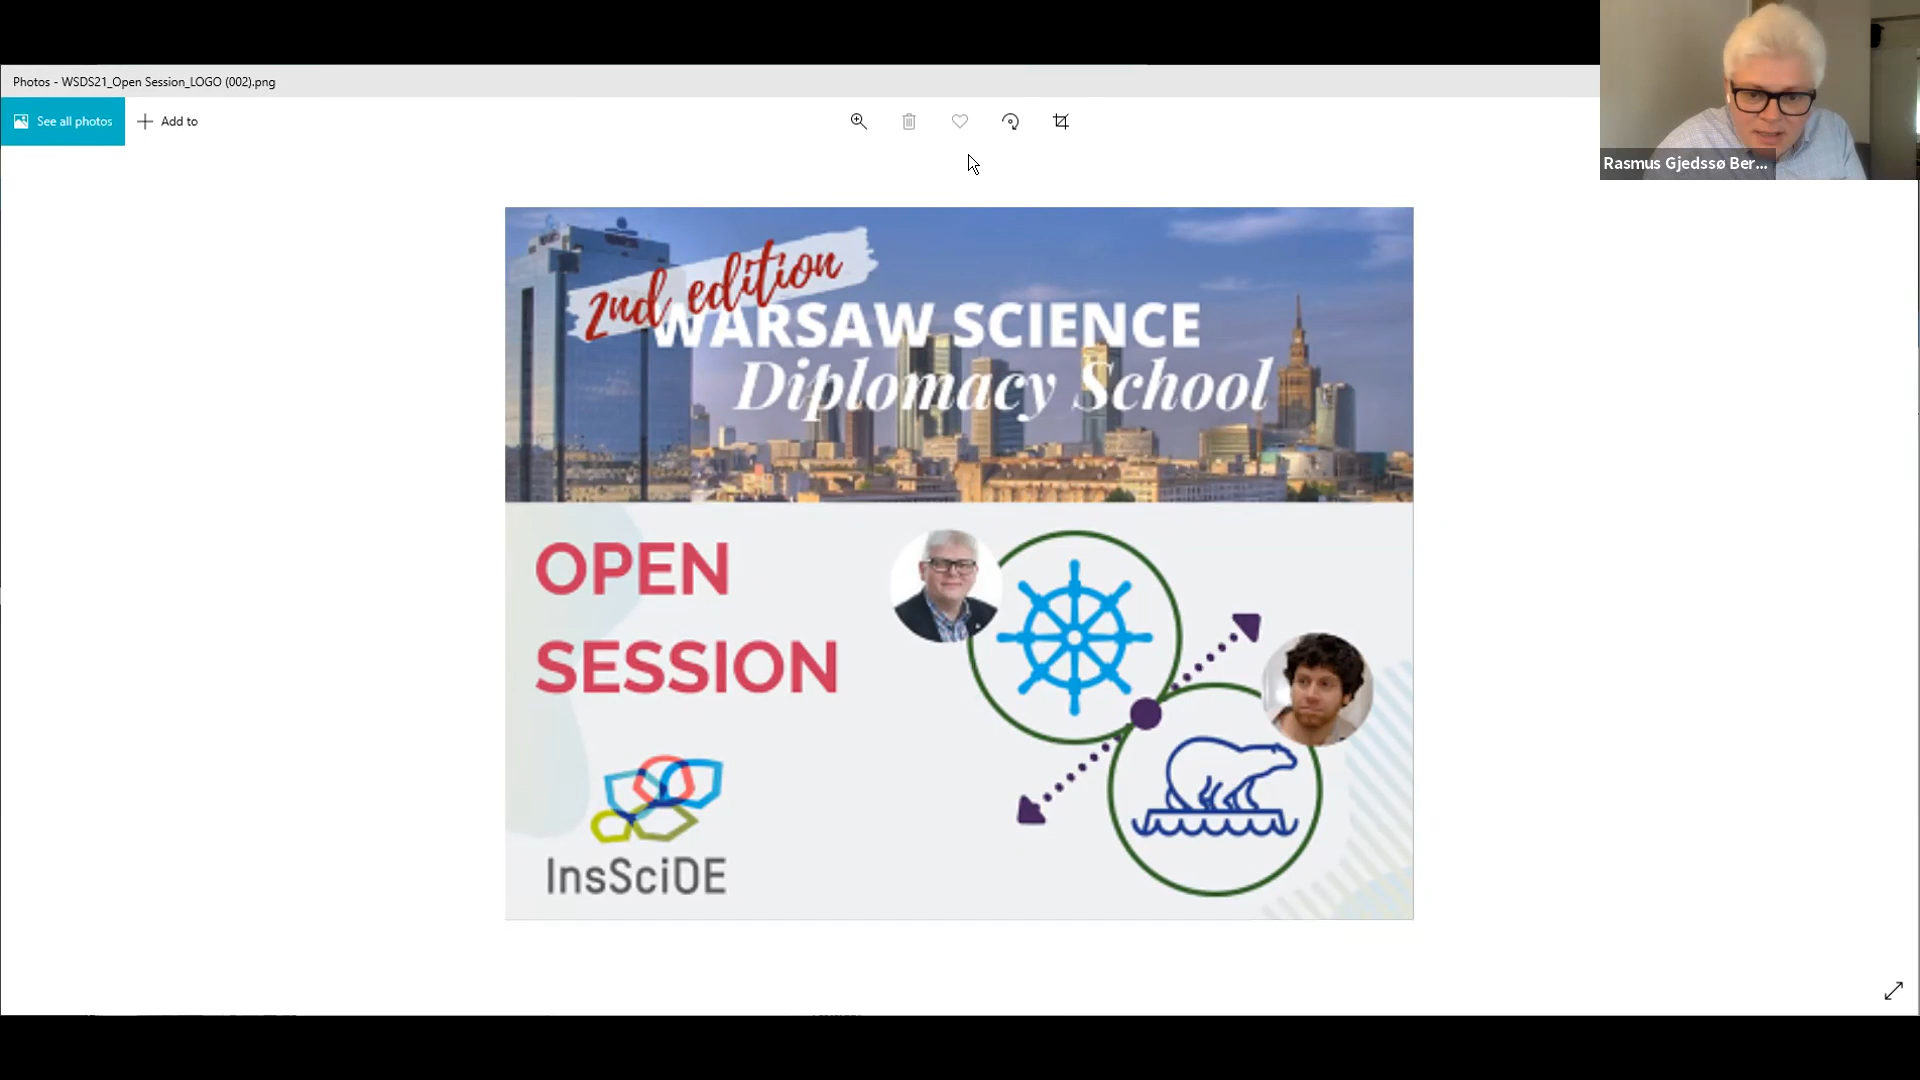 Photos - WSDS21_Open Session_LOGO (002).png
See all photos
Add to
Rasmus Gjedssø Ber...
2nd edition
WARSAW SCIENCE
Diplomacy School
OPEN
SESSION
InsSciDE